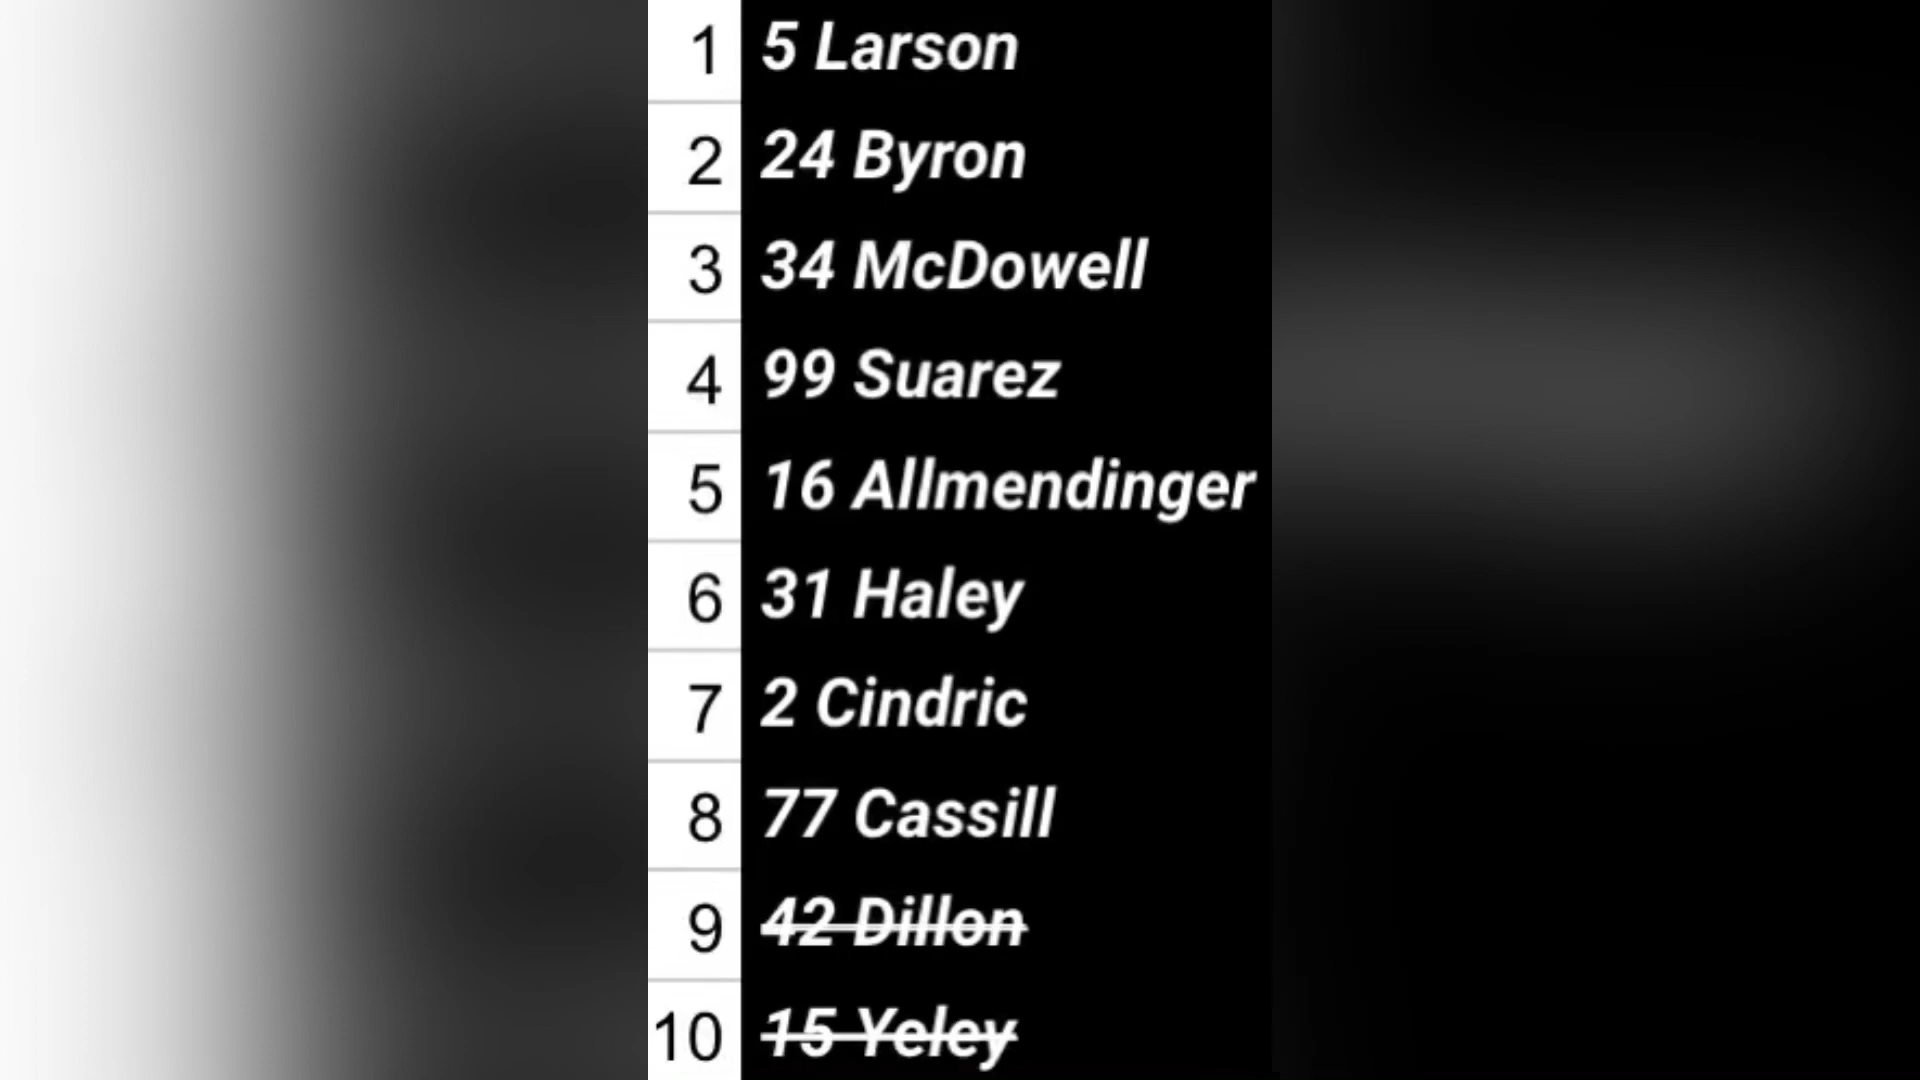 1 5 Larson
2 24 Byron
3 34 McDowell
4 99 Suarez
5 16 Allmendinger
6 31 Haley
7 2 Cindric
8 77 Cassill
9 42 Dillon
10 15 Yeley